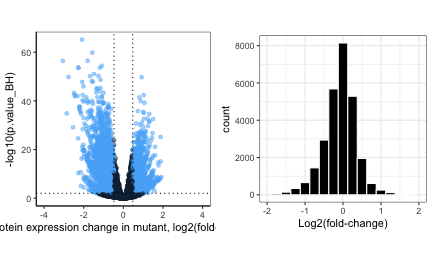 -log10(p.value_BH)
60
40
20
0
-4 -2 0 2 4
otein expression change in mutant, log2(fold-
count
8000
6000
4000
2000
0
-2 -1 0 1 2
Log2(fold-change)